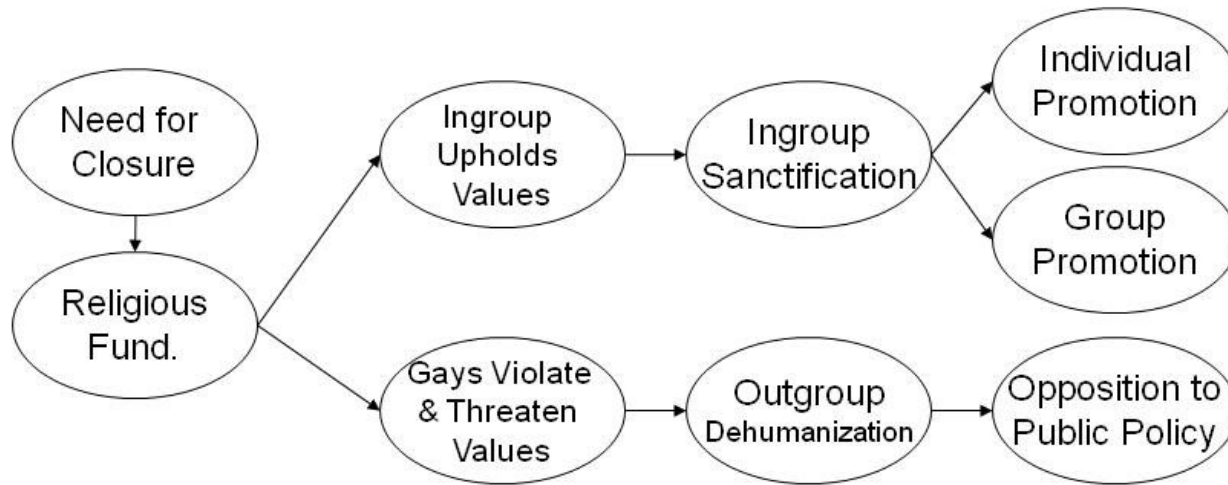 Need for
Closure
Religious
Fund.
Ingroup
Upholds
Values
Ingroup
Sanctification
Individual
Promotion
Group
Promotion
Gays Violate
& Threaten
Values
Outgroup
Dehumanization
Opposition to
Public Policy